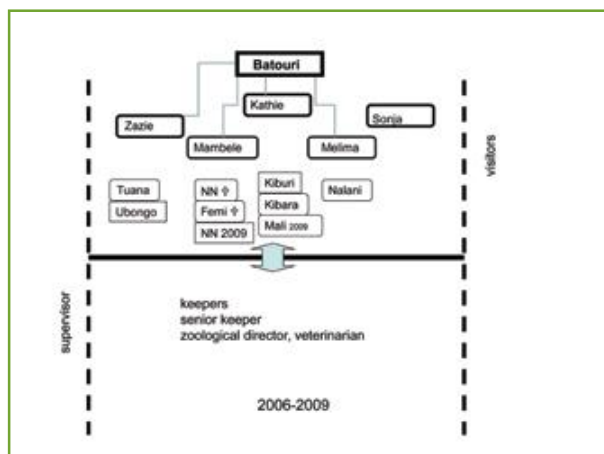 Batouri
Kathie
Zazie
Sonja
Mambele
Melima
visitors
Tuana
NN ✞
Kiburi
Nalani
Ubongo
Femi ✞
Kibara
NN 2009
Mali 2009
supervisor
keepers
senior keeper
zoological director, veterinarian
2006-2009